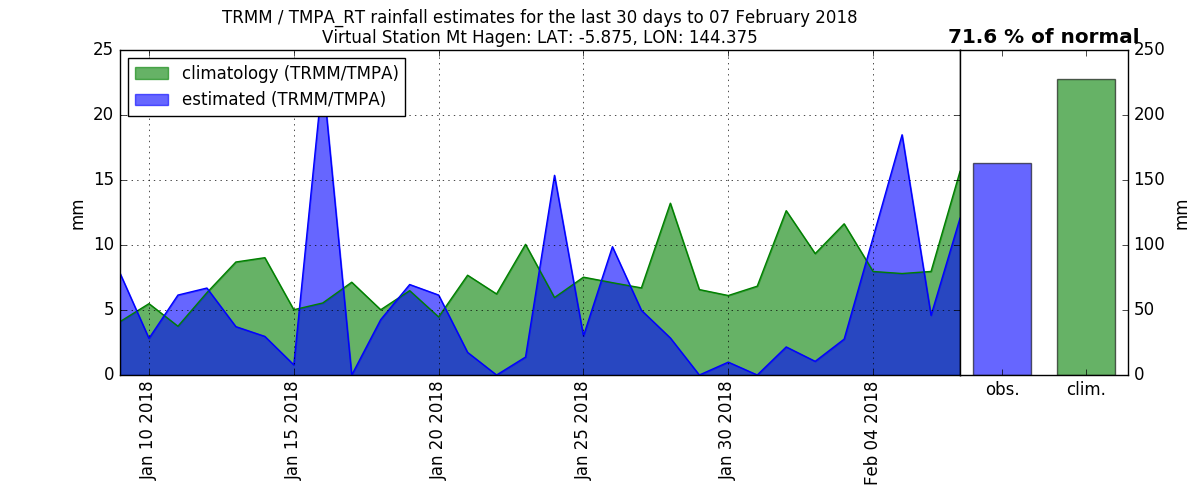 TRMM / TMPA_RT rainfall estimates for the last 30 days to 07 February 2018
Virtual Station Mt Hagen: LAT: -5.875, LON: 144.375
71.6 % of normal
climatology (TRMM/TMPA)
estimated (TRMM/TMPA)
25
20
15
10
5
0
mm
Jan 10 2018
Jan 15 2018
Jan 20 2018
Jan 25 2018
Jan 30 2018
Feb 04 2018
250
200
150
100
50
0
mm
obs.
clim.